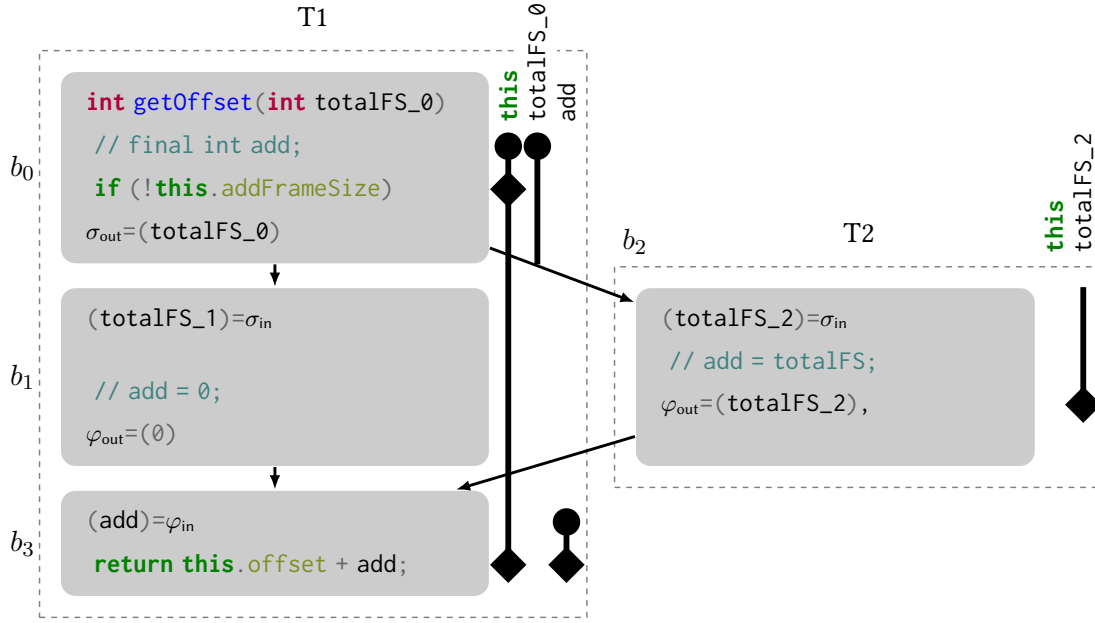 T1
this
totalFS_0
add
b0
int getOffset(int totalFS_0)
// final int add;
if (!this.addFrameSize)
σout=(totalFS_0)
b1
(totalFS_1)=σin
// add = 0;
φout=(0)
b3
(add)=φin
return this.offset + add;
T2
this
totalFS_2
b2
(totalFS_2)=σin
// add = totalFS;
φout=(totalFS_2),